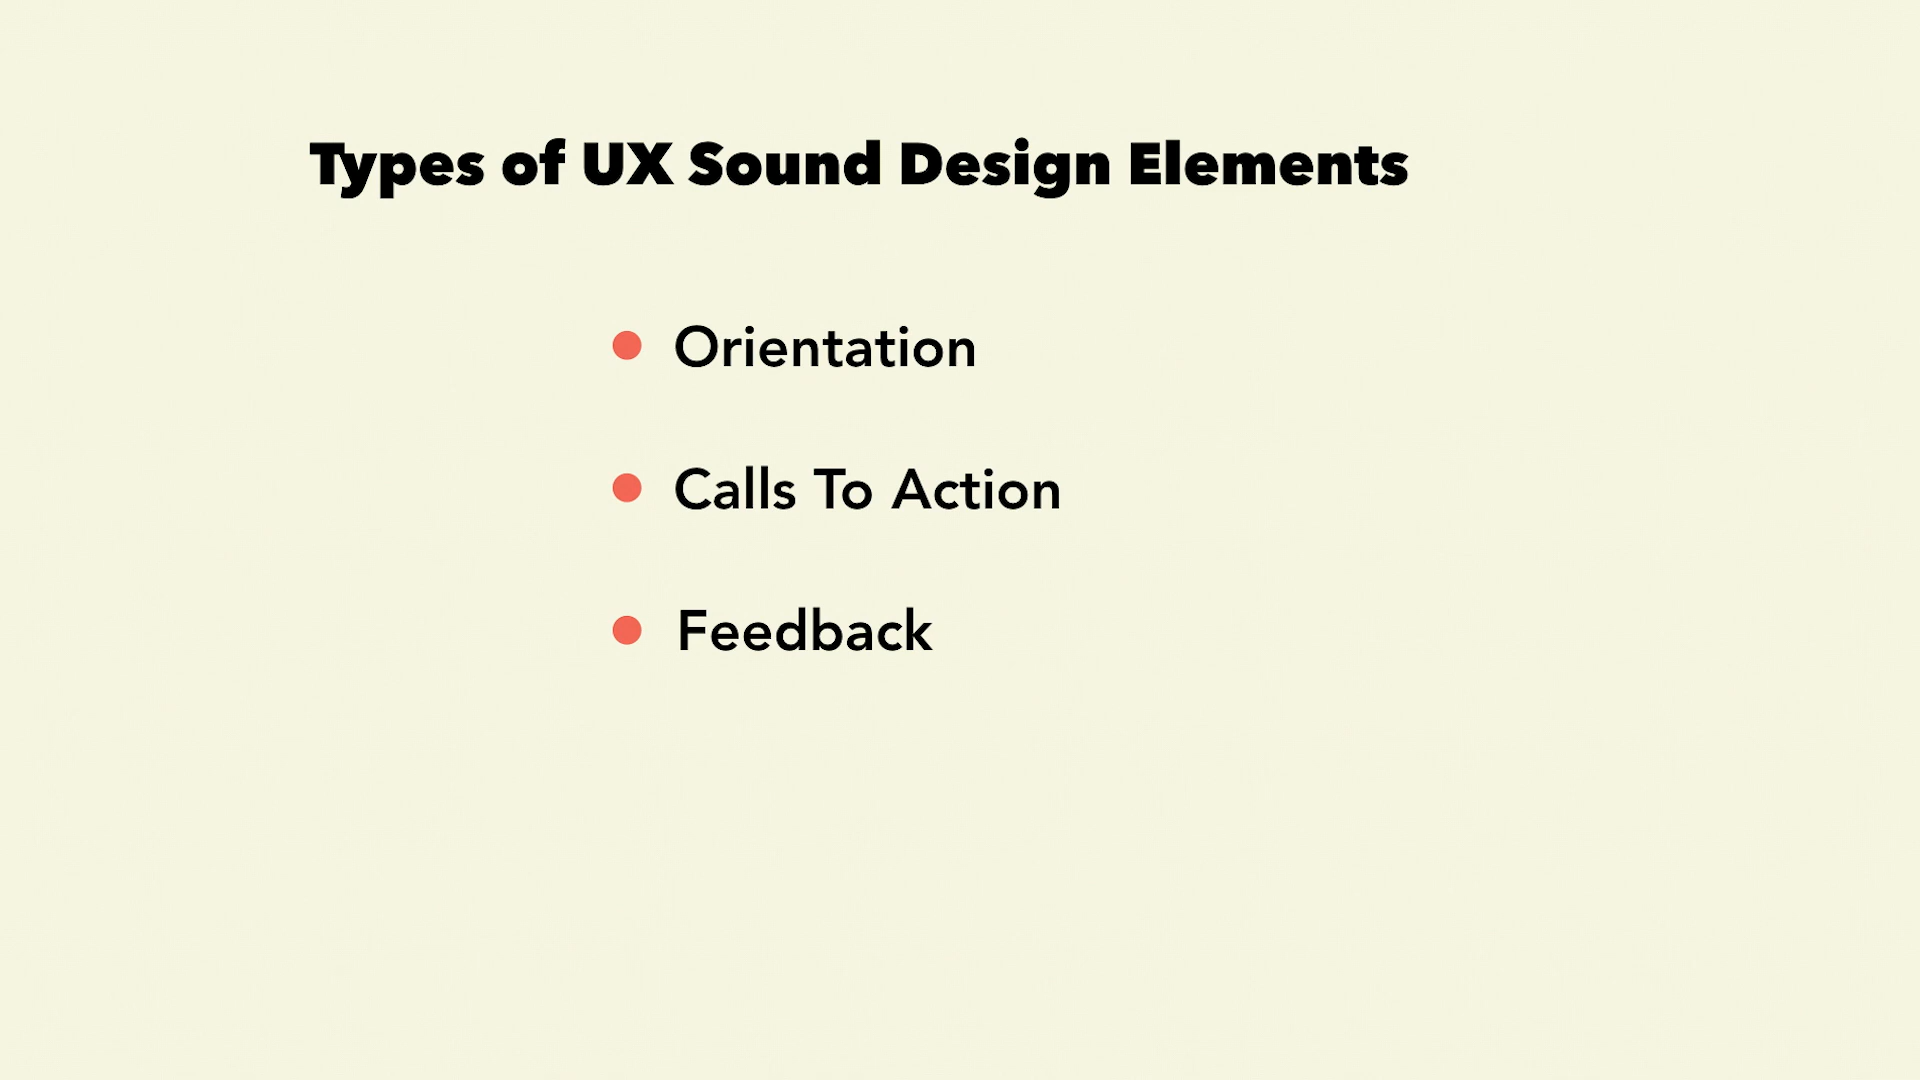 Types of UX Sound Design Elements
Orientation
Calls To Action
Feedback